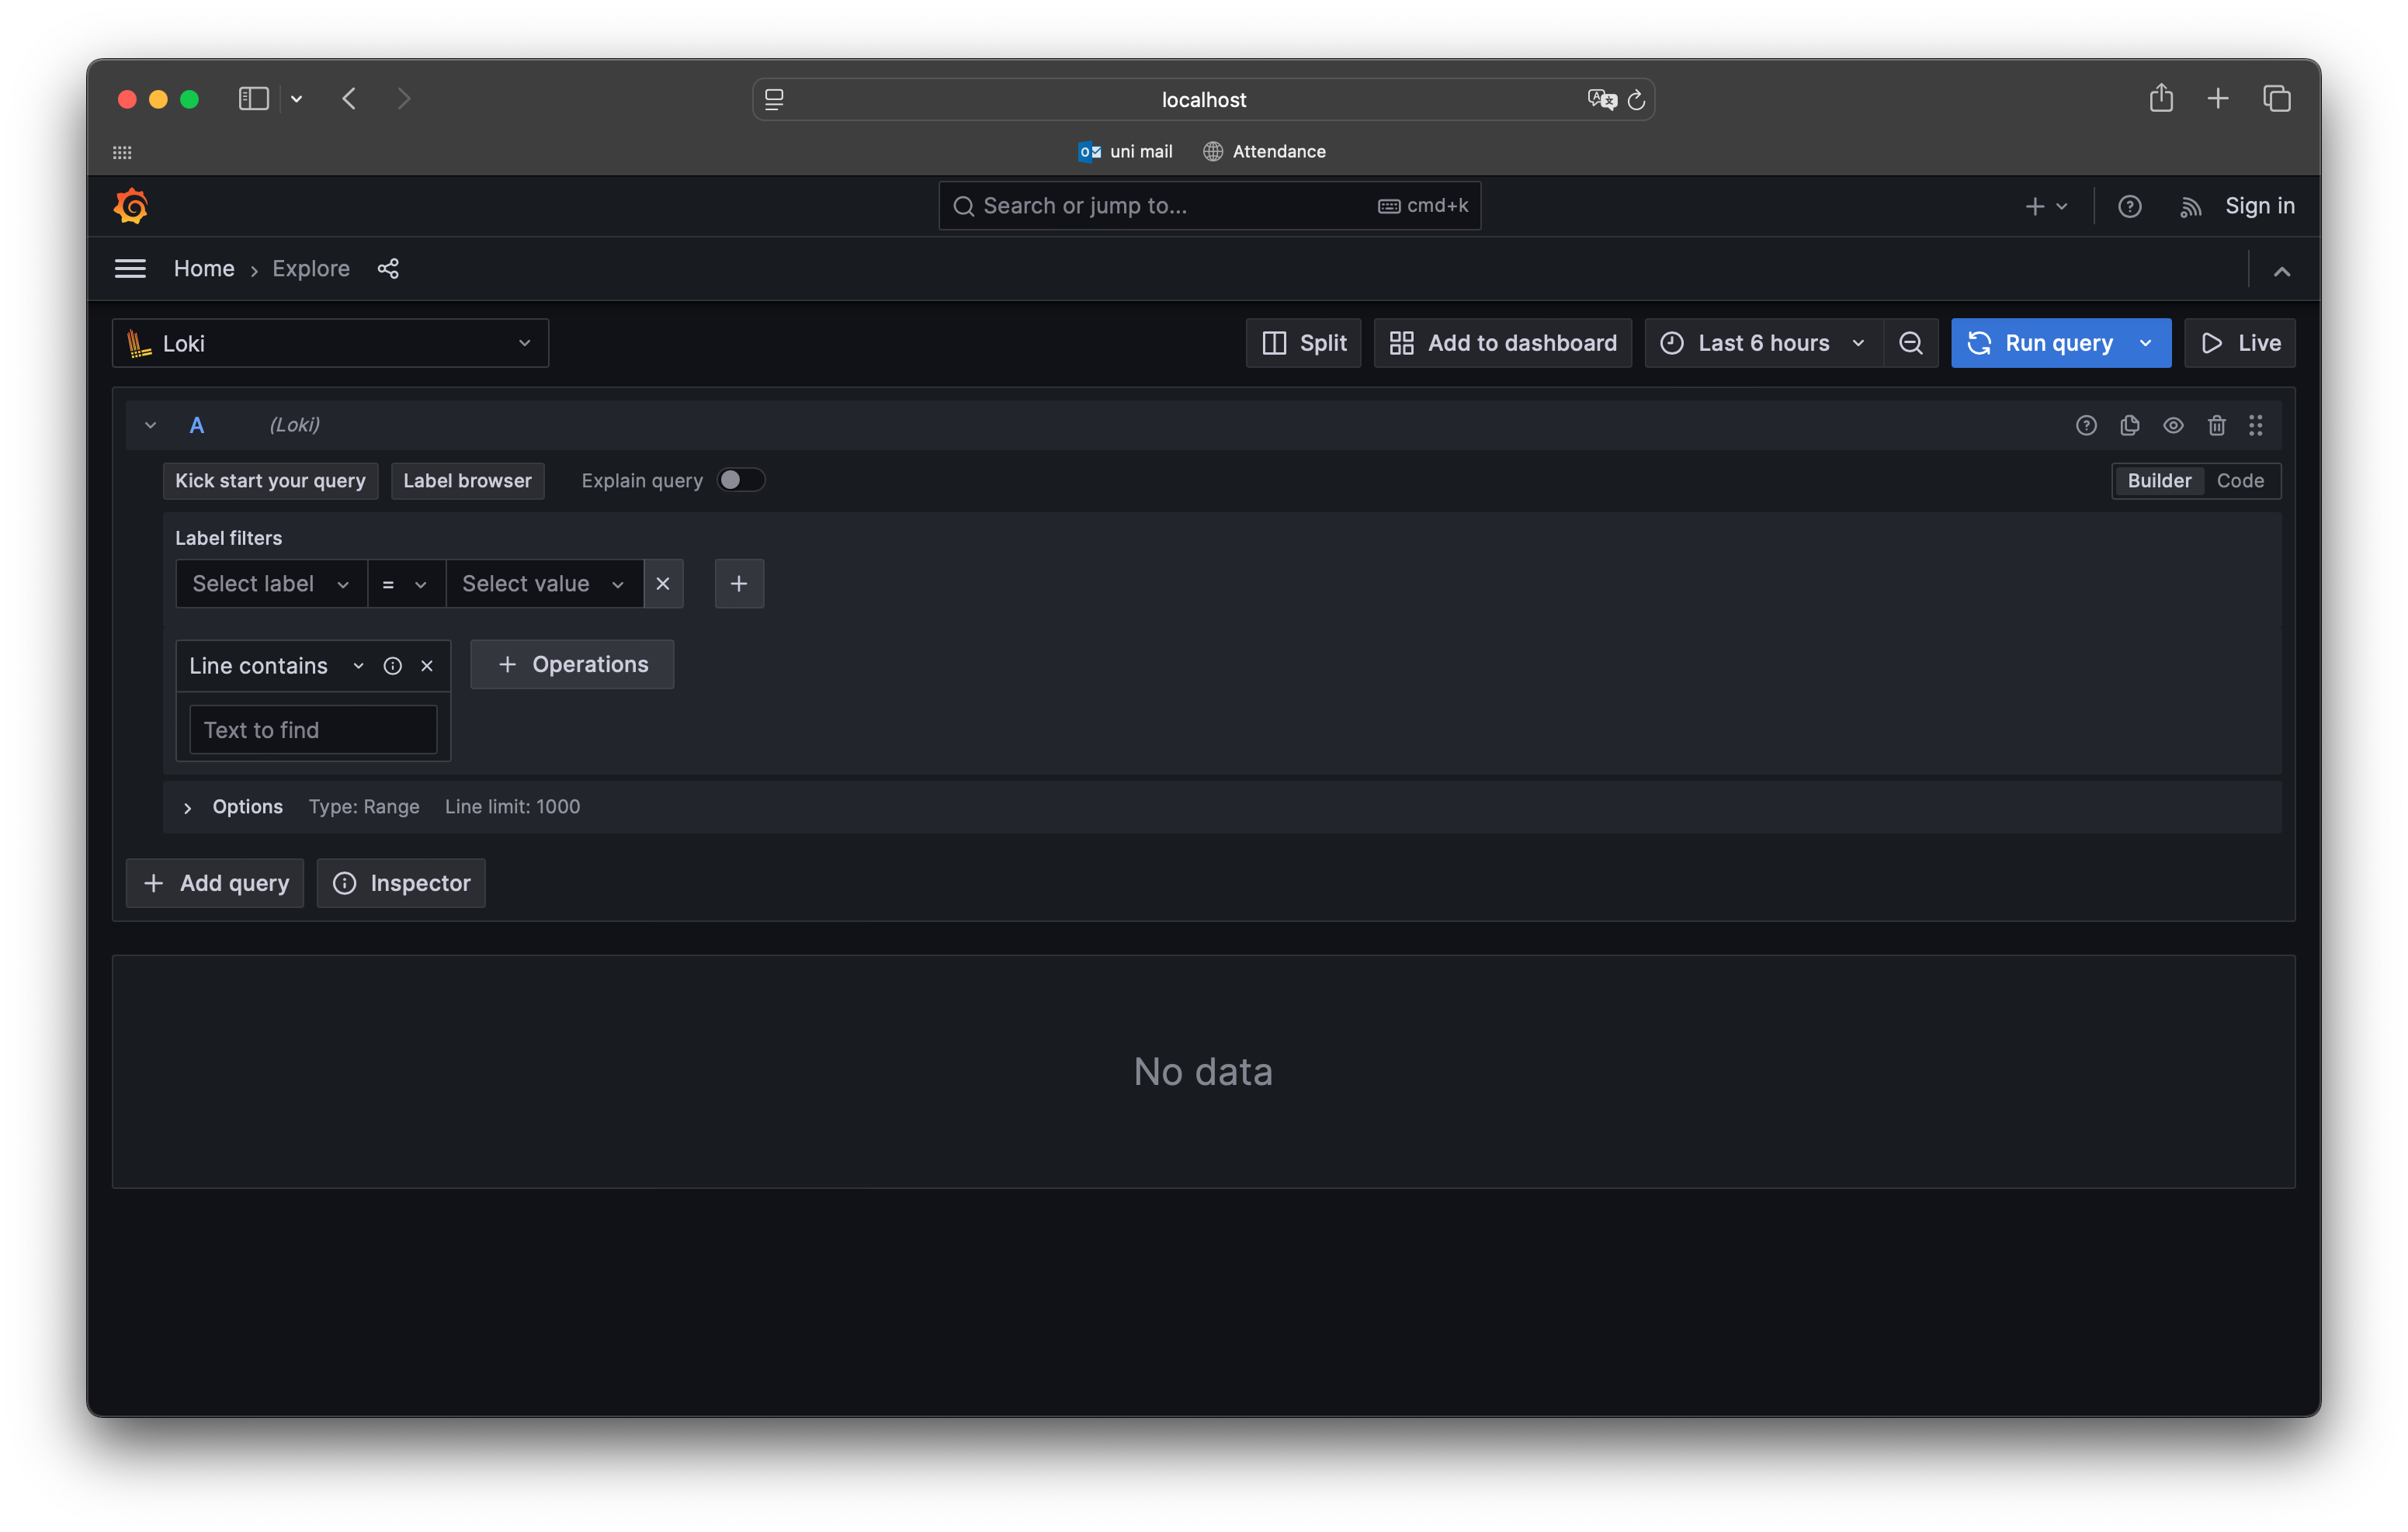 localhost
uni mail Attendance
Search or jump to... cmd+k Sign in
Home › Explore
Loki Split Add to dashboard Last 6 hours Run query Live
A (Loki)
Kick start your query Label browser Explain query Builder Code
Label filters
Select label = Select value
Line contains + Operations
Text to find
Options Type: Range Line limit: 1000
+ Add query Inspector
No data